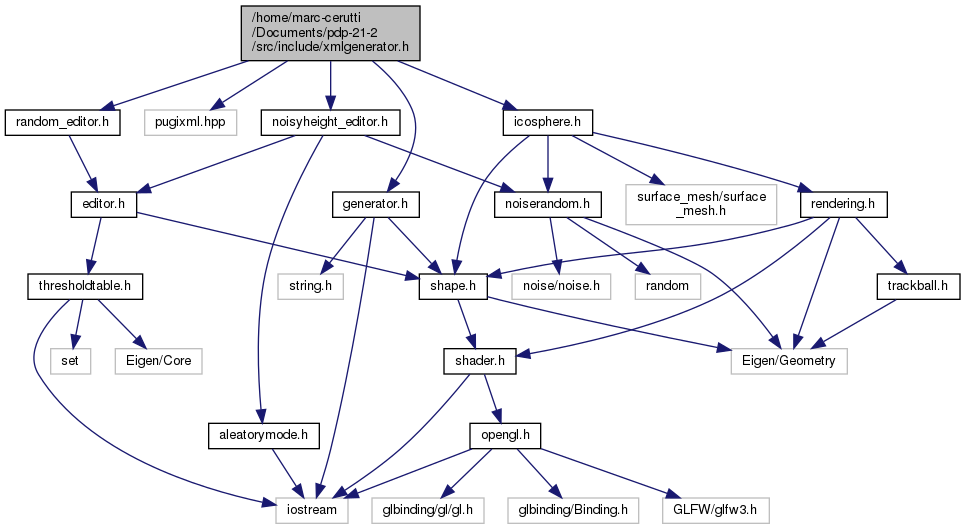 /home/marc-cerutti
/Documents/pdp-21-2
/src/include/xmlgenerator.h
random_editor.h
pugixml.hpp
noisyheight_editor.h
icosphere.h
editor.h
generator.h
noiserandom.h
surface_mesh/surface
_mesh.h
rendering.h
thresholdtable.h
string.h
shape.h
noise/noise.h
random
trackball.h
set
Eigen/Core
shader.h
Eigen/Geometry
aleatorymode.h
opengl.h
iostream
glbinding/gl/gl.h
glbinding/Binding.h
GLFW/glfw3.h